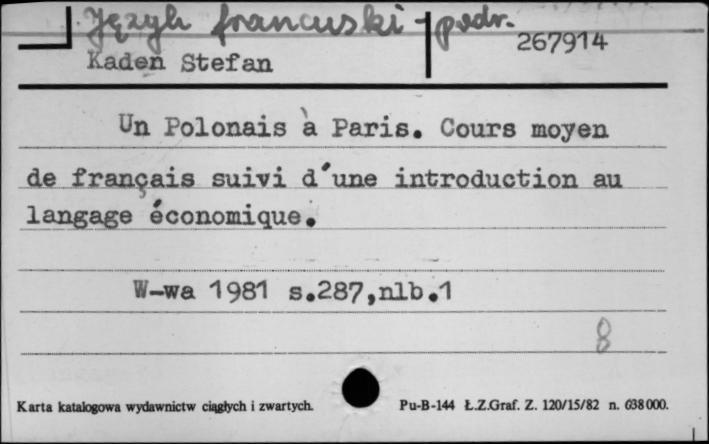 Język francuski - podr.
267914
Kaden Stefan
Un Polonais à Paris. Cours moyen
de français suivi d'une introduction au
langage économique.
W-wa 1981 s.287,nlb.1
8
Karta katalogowa wydawnictw ciągłych i zwartych. Pu-B-144 Ł.Z.Graf. Z. 120/15/82 n. 638000.